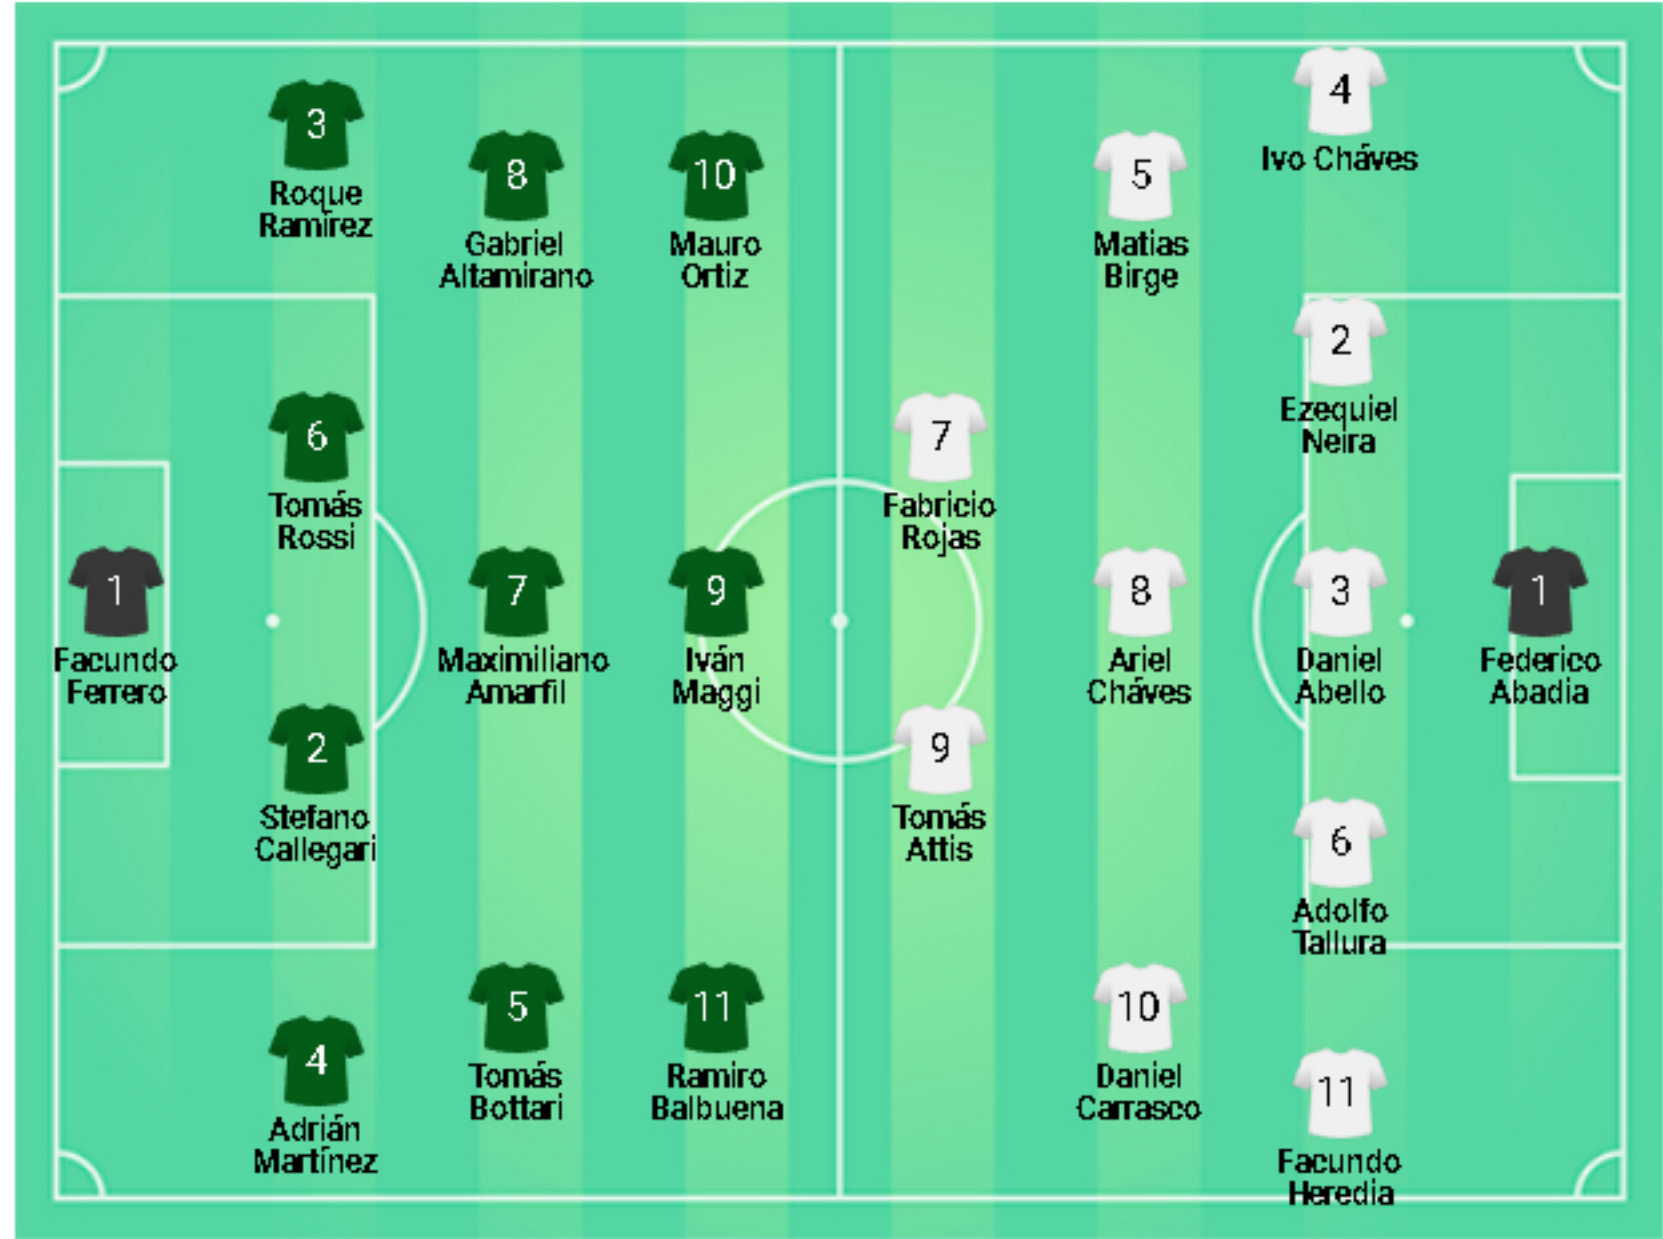 3
Roque
Ramírez
8
Gabriel
Altamirano
10
Mauro
Ortiz
6
Tomás
Rossi
1
Facundo
Ferrero
7
Maximiliano
Amarfil
9
Iván
Maggi
2
Stefano
Callegari
4
Adrián
Martínez
5
Tomás
Bottari
11
Ramiro
Balbuena
4
Ivo Cháves
5
Matias
Birge
2
Ezequiel
Neira
7
Fabricio
Rojas
8
Ariel
Cháves
3
Daniel
Abello
1
Federico
Abadia
9
Tomás
Attis
6
Adolfo
Tallura
10
Daniel
Carrasco
11
Facundo
Heredia